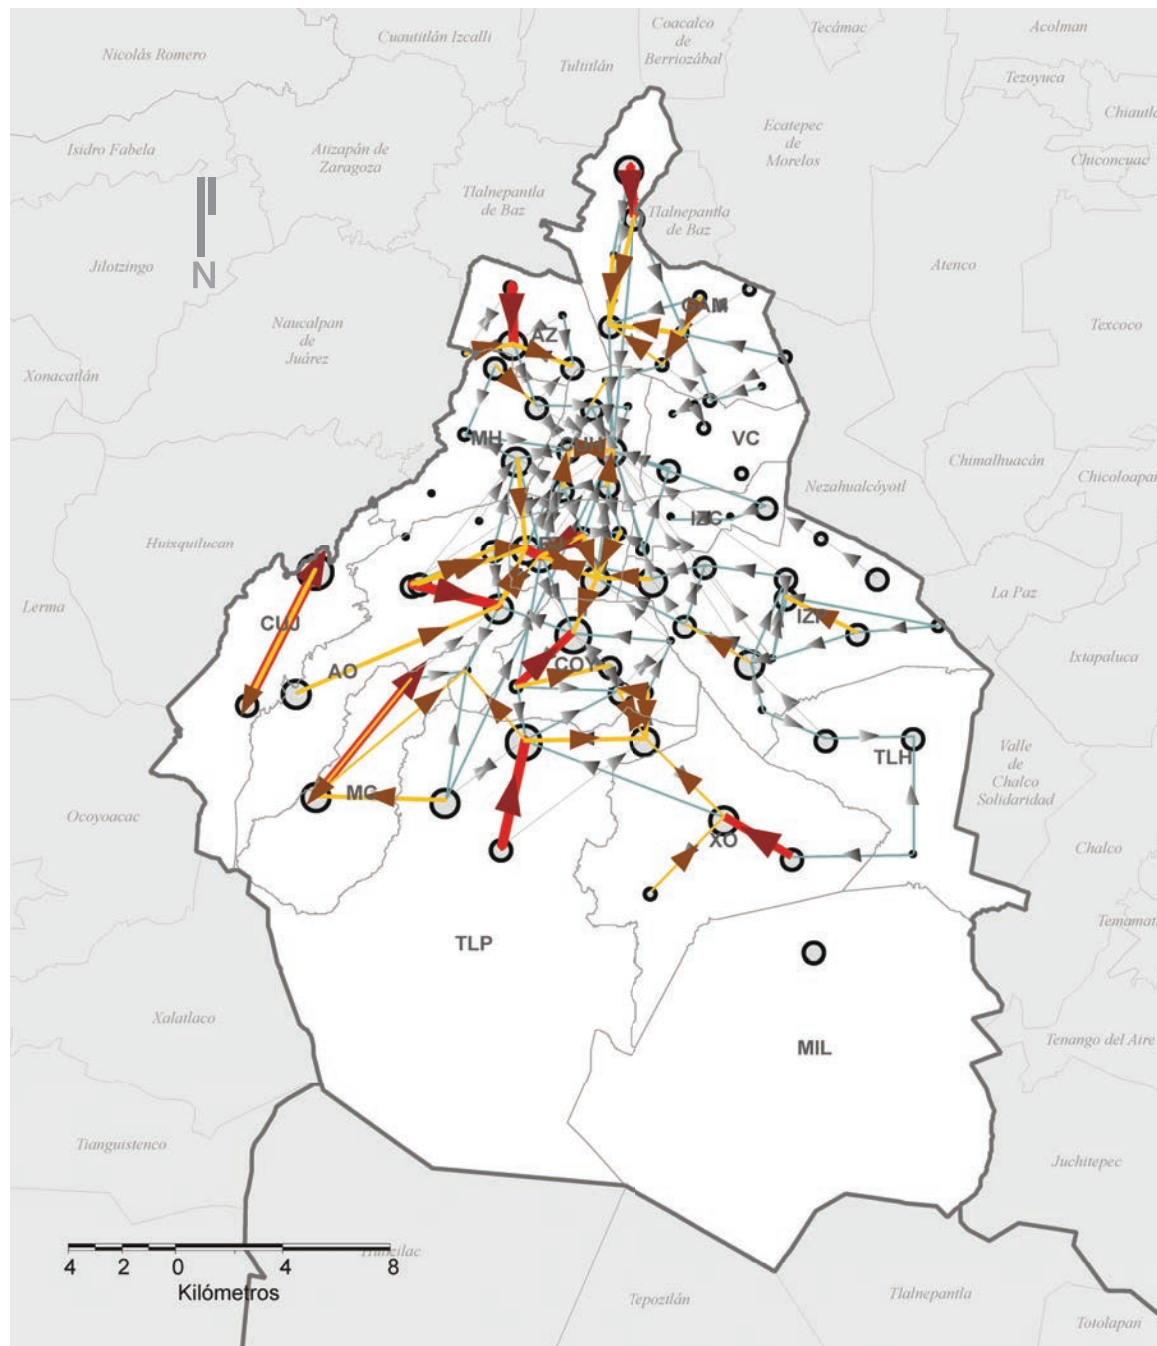 Coacalco
de
Berriozábal
Tecámac
Acolman
Cuautitlán Izcalli
Nicolás Romero
Tultitlán
Tezoyuca
Chiautla
Ecatepec
de
Morelos
Isidro Fabela
Atizapán de
Zaragoza
Chiconcuac
Tlalnepantla
de Baz
Tlalnepantla
de Baz
Jilotzingo
N
Atenco
GAM
Naucalpan
de
Juárez
Texcoco
AZ
Xonacatlán
MH
VC
Chimalhuacán
Chicoloapan
Nezahualcóyotl
IZC
Huixquilucan
La Paz
Lerma
CUJ
IZP
Ixtapaluca
AO
COY
TLH
Valle
de
Chalco
Solidaridad
MC
Ocoyoacac
XO
Chalco
TLP
Xalatlaco
MIL
Tenango del Aire
Tianguistenco
Juchitepec
4 2 0 4 8
Kilómetros
Tepoztlán
Tlalnepantla
Totolapan